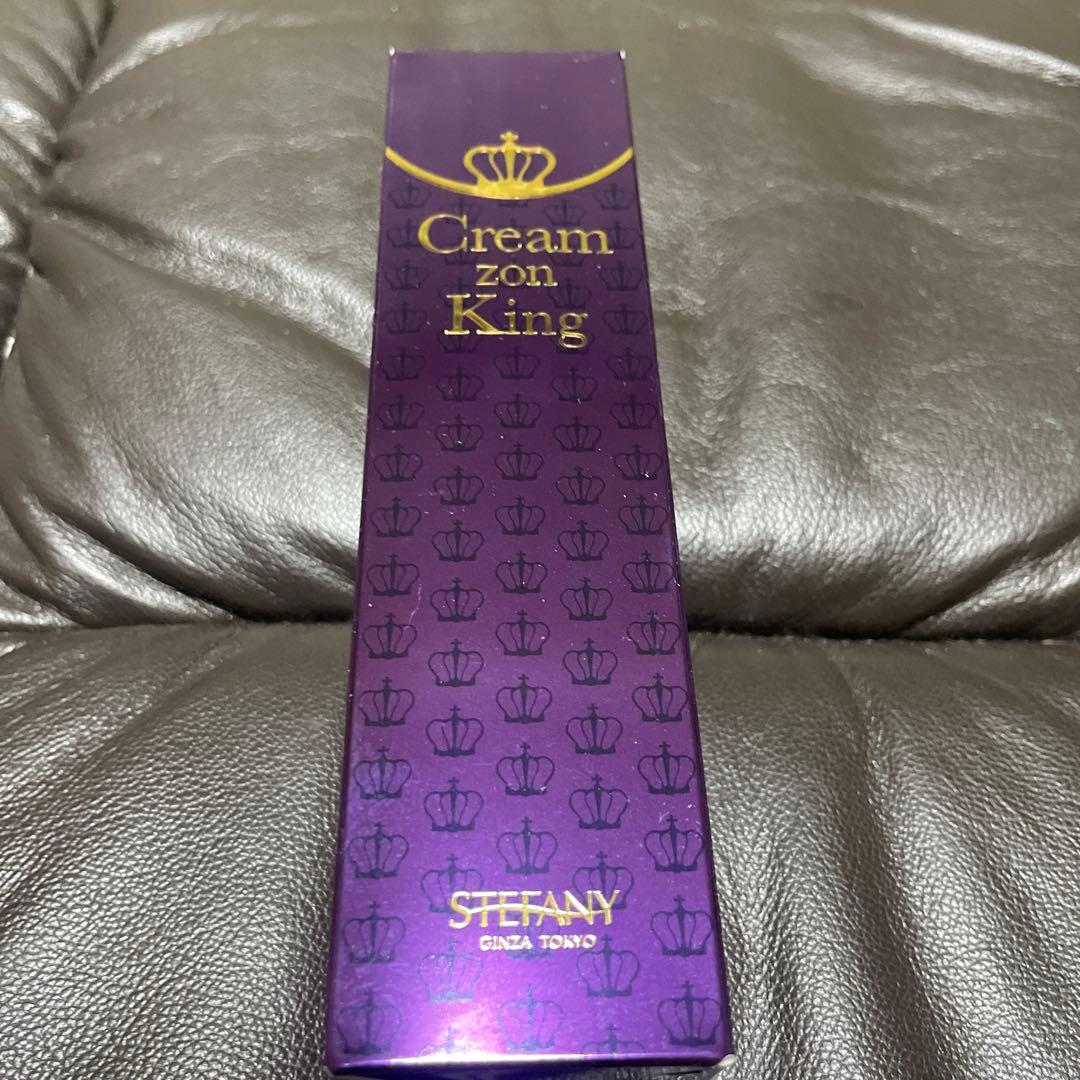 Cream
zon
King
STEFANY
GINZA TOKYO